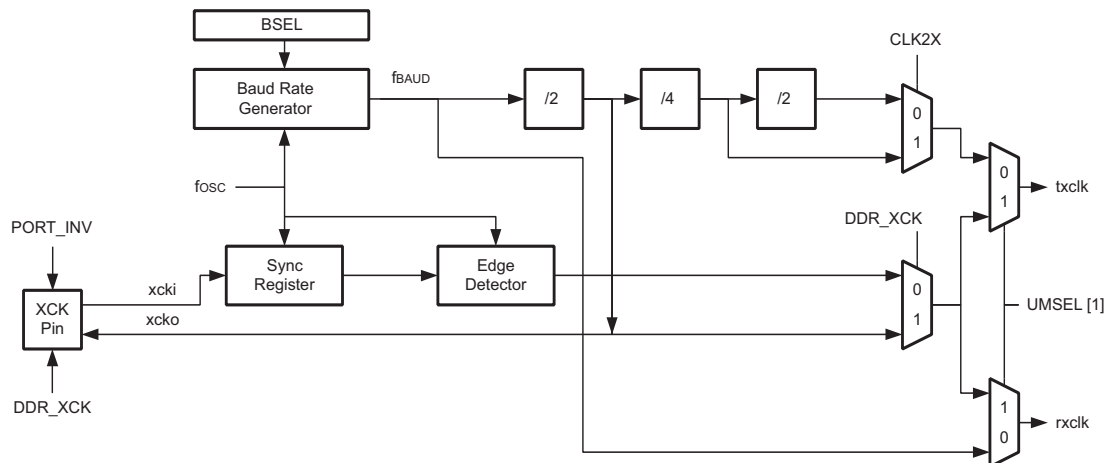 BSEL
CLK2X
Baud Rate
Generator
fBAUD
/2
/4
/2
0
1
fOSC
0
1
txclk
PORT_INV
DDR_XCK
xcki
Sync
Register
Edge
Detector
0
1
XCK
Pin
xcko
UMSEL [1]
DDR_XCK
1
0
rxclk